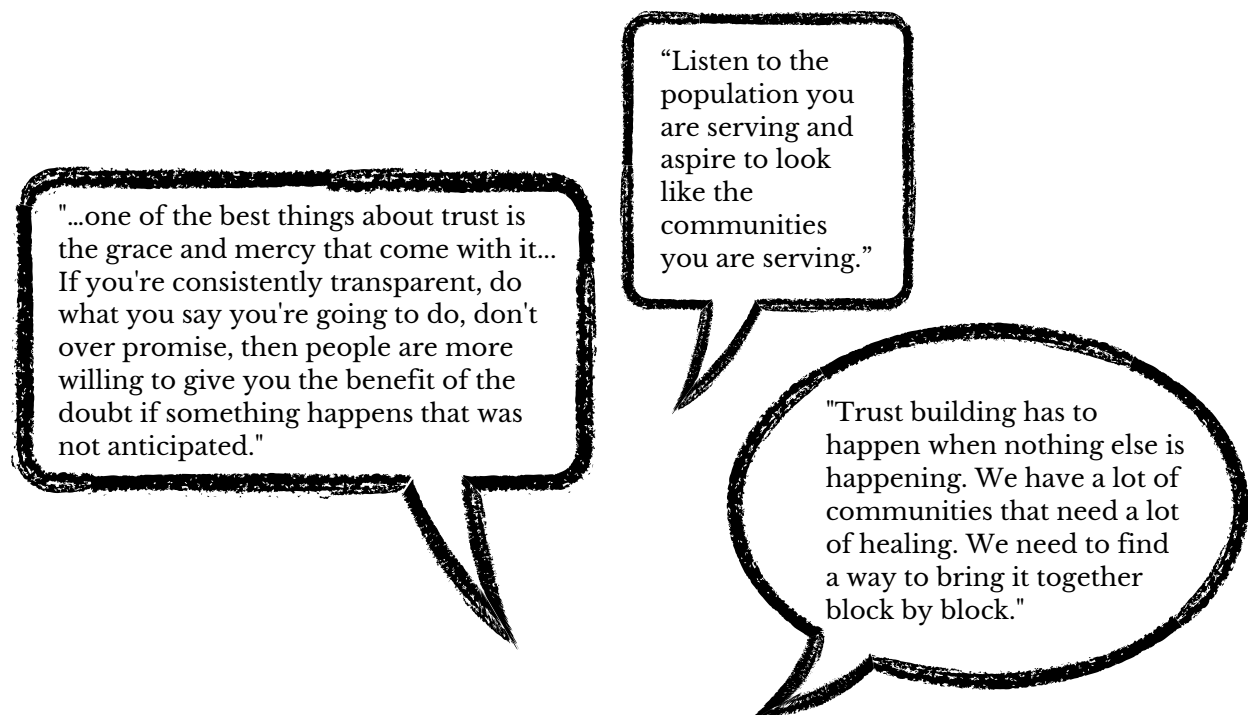 “Listen to the
population you
are serving and
aspire to look
like the
communities
you are serving.”
"...one of the best things about trust is
the grace and mercy that come with it...
If you're consistently transparent, do
what you say you're going to do, don't
over promise, then people are more
willing to give you the benefit of the
doubt if something happens that was
not anticipated."
"Trust building has to
happen when nothing else is
happening. We have a lot of
communities that need a lot
of healing. We need to find
a way to bring it together
block by block."